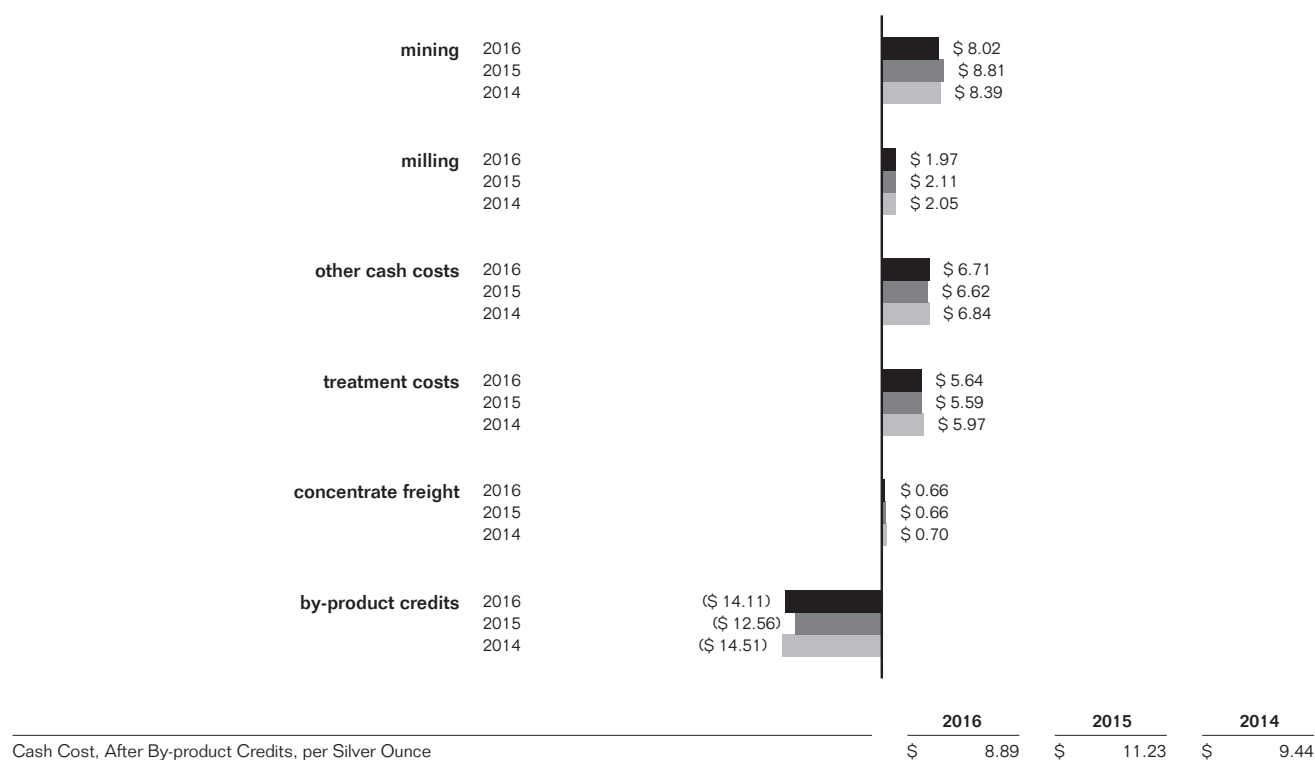 mining 2016 $ 8.02
2015 $ 8.81
2014 $ 8.39
milling 2016 $ 1.97
2015 $ 2.11
2014 $ 2.05
other cash costs 2016 $ 6.71
2015 $ 6.62
2014 $ 6.84
treatment costs 2016 $ 5.64
2015 $ 5.59
2014 $ 5.97
concentrate freight 2016 $ 0.66
2015 $ 0.66
2014 $ 0.70
by-product credits 2016 ($ 14.11)
2015 ($ 12.56)
2014 ($ 14.51)
2016 2015 2014
Cash Cost, After By-product Credits, per Silver Ounce $ 8.89 $ 11.23 $ 9.44